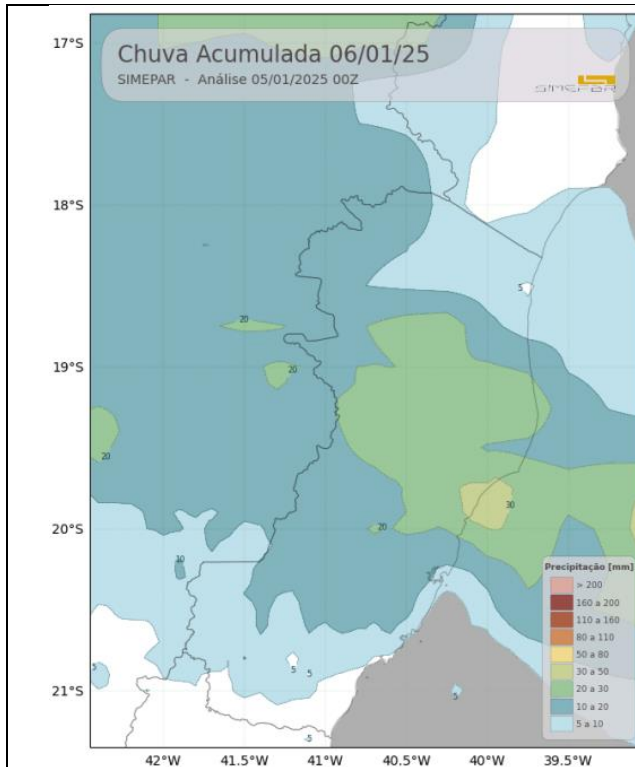 Chuva Acumulada 06/01/25
SIMEPAR - Análise 05/01/2025 00Z
SIMEPAR
17°S
18°S
5
20
19°S
20
20
30
20
20°S
10
Precipitação [mm]
> 200
160 a 200
110 a 160
80 a 110
50 a 80
30 a 50
20 a 30
10 a 20
5 a 10
5
5
5
21°S
5
5
42°W
41.5°W
41°W
40.5°W
40°W
39.5°W